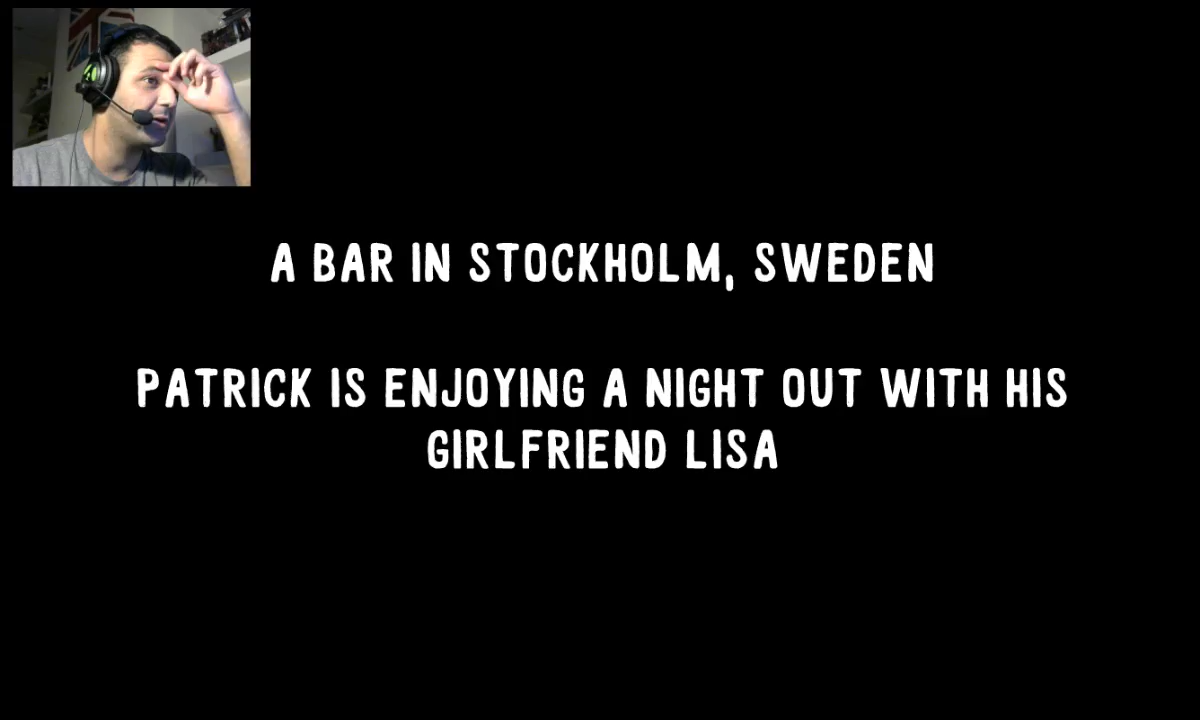 A BAR IN STOCKHOLM, SWEDEN
PATRICK IS ENJOYING A NIGHT OUT WITH HIS
GIRLFRIEND LISA